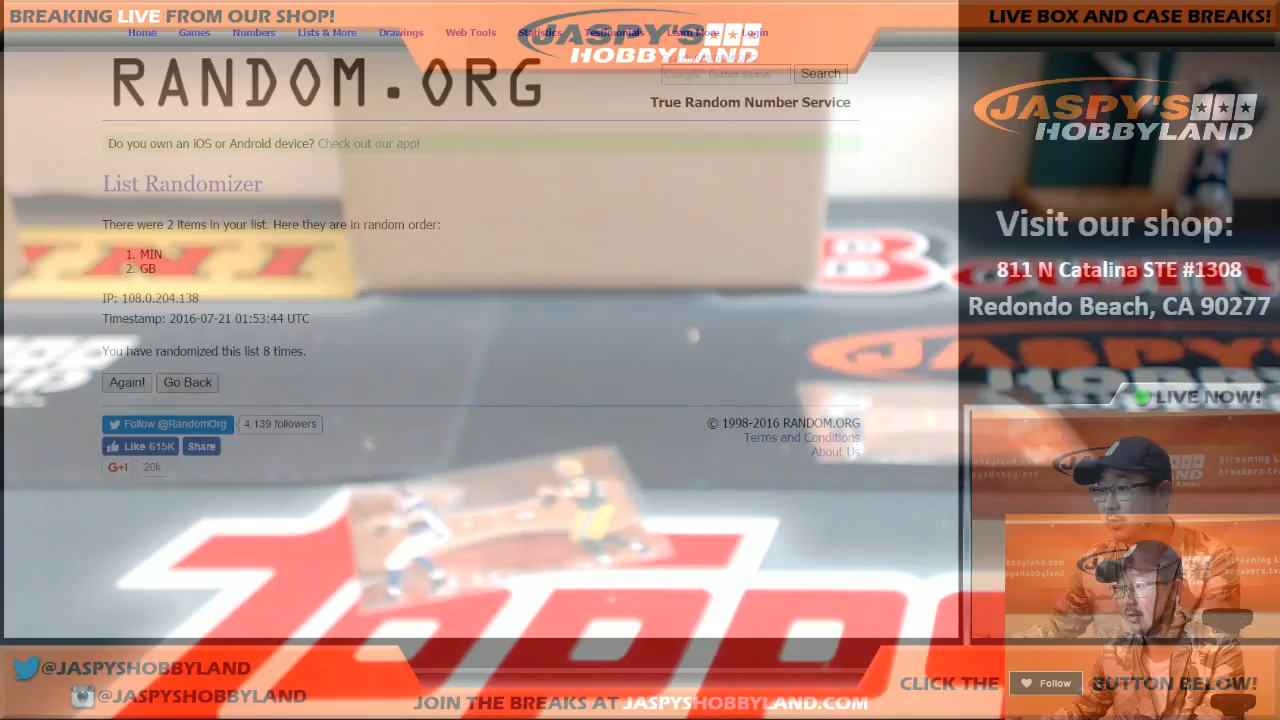 BREAKING LIVE FROM OUR SHOP!
LIVE BOX AND CASE BREAKS!
Home Games Numbers Lists & More Drawings Web Tools Statistics Testimonials Learn More Login
JASPY'S
HOBBYLAND
RANDOM.ORG
Google Custom Search
Search
True Random Number Service
Do you own an iOS or Android device? Check out our app!
List Randomizer
There were 2 items in your list. Here they are in random order:
1. MIN
2. GB
IP: 108.0.204.138
Timestamp: 2016-07-21 01:53:44 UTC
You have randomized this list 8 times.
Again! Go Back
Follow @RandomOrg 4,139 followers
Like 615K Share
G+1 20k
© 1998-2016 RANDOM.ORG
Terms and Conditions
About Us
JASPY'S
HOBBYLAND
Visit our shop:
811 N Catalina STE #1308
Redondo Beach, CA 90277
LIVE NOW!
@JASPYSHOBBYLAND
@JASPYSHOBBYLAND
JOIN THE BREAKS AT JASPYSHOBBYLAND.COM
CLICK THE Follow BUTTON BELOW!